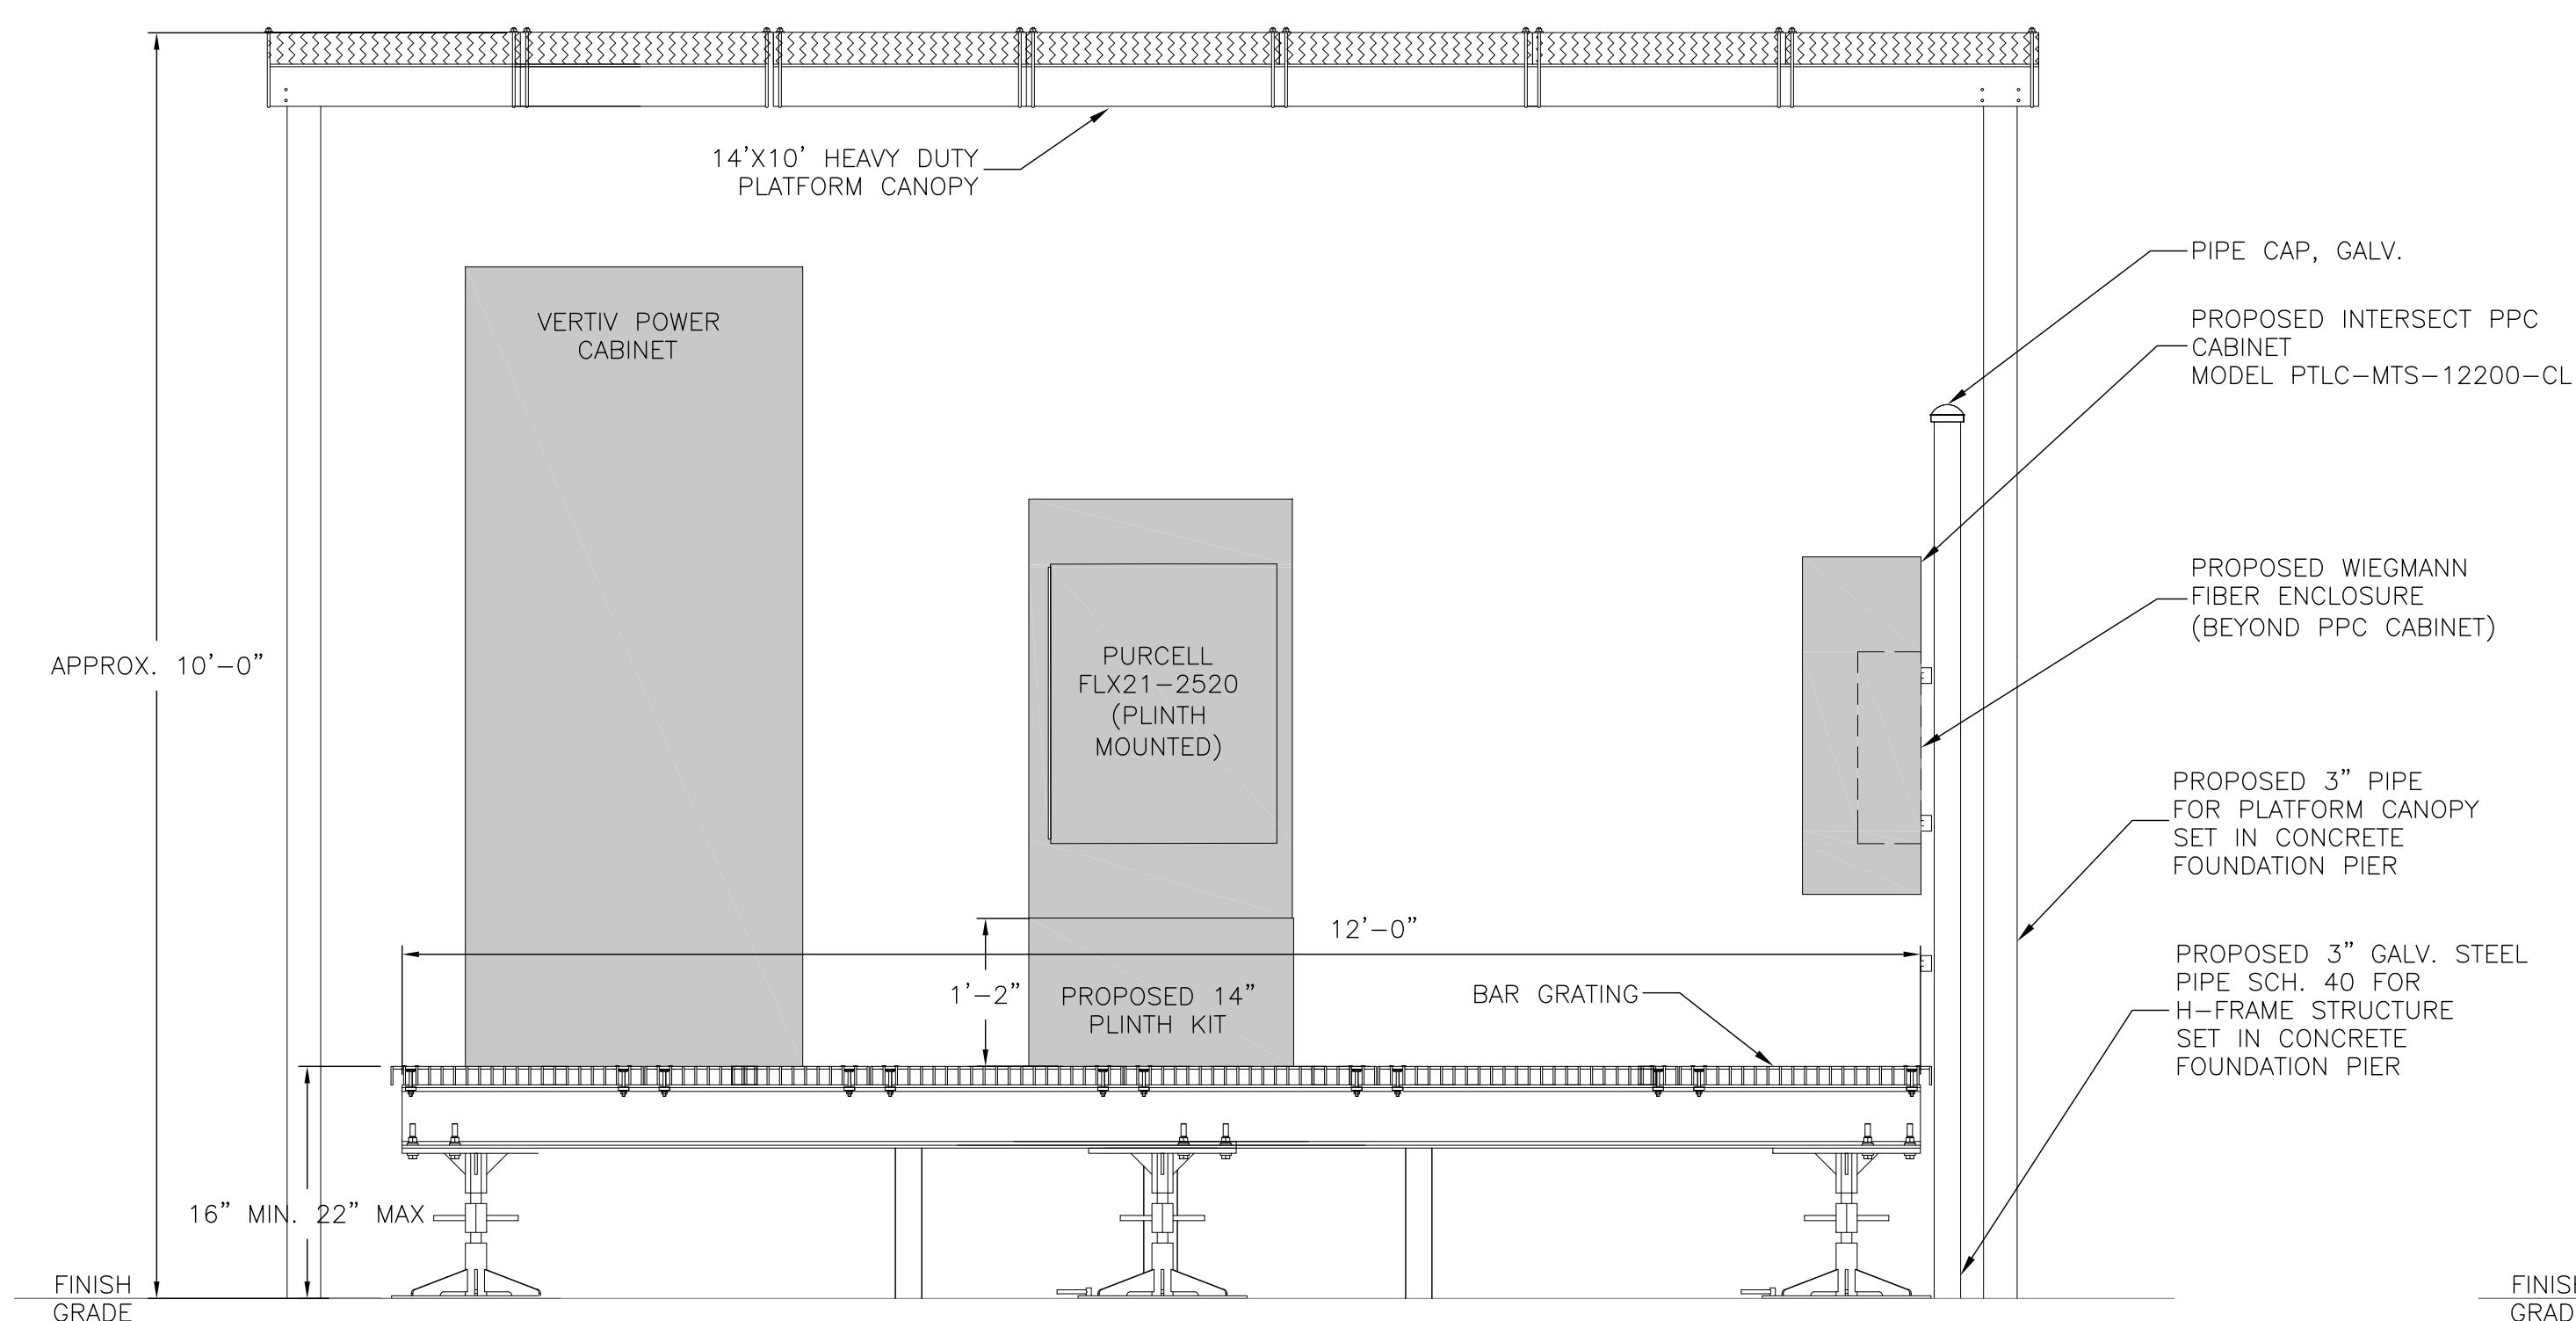 14'X10' HEAVY DUTY
PLATFORM CANOPY
VERTIV POWER
CABINET
PIPE CAP, GALV.
PROPOSED INTERSECT PPC
CABINET
MODEL PTLC-MTS-12200-CL
PROPOSED WIEGMANN
FIBER ENCLOSURE
(BEYOND PPC CABINET)
APPROX. 10'-0"
PURCELL
FLX21-2520
(PLINTH
MOUNTED)
PROPOSED 3" PIPE
FOR PLATFORM CANOPY
SET IN CONCRETE
FOUNDATION PIER
12'-0"
1'-2"
PROPOSED 14"
PLINTH KIT
BAR GRATING
PROPOSED 3" GALV. STEEL
PIPE SCH. 40 FOR
H-FRAME STRUCTURE
SET IN CONCRETE
FOUNDATION PIER
16" MIN. 22" MAX
FINISH
GRADE